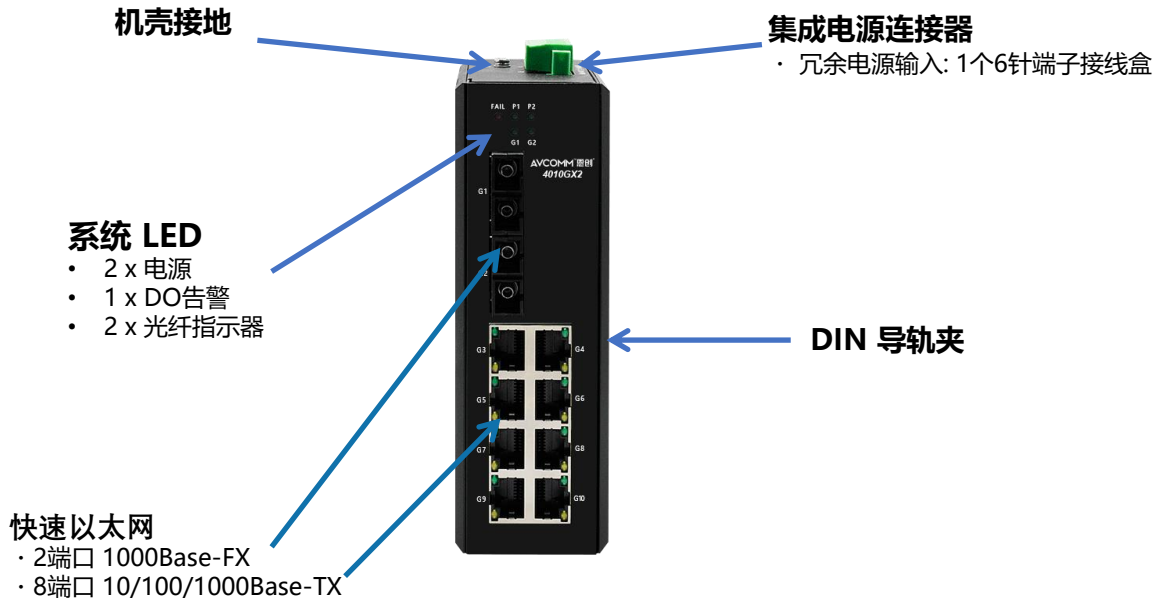 机壳接地
集成电源连接器
· 冗余电源输入: 1个6针端子接线盒
FAIL P1 P2
G1 G2
AVCOMM
4010GX2
G1
系统 LED
• 2 x 电源
• 1 x DO告警
• 2 x 光纤指示器
DIN 导轨夹
G3 G4
G5 G6
G7 G8
G9 G10
快速以太网
· 2端口 1000Base-FX
· 8端口 10/100/1000Base-TX